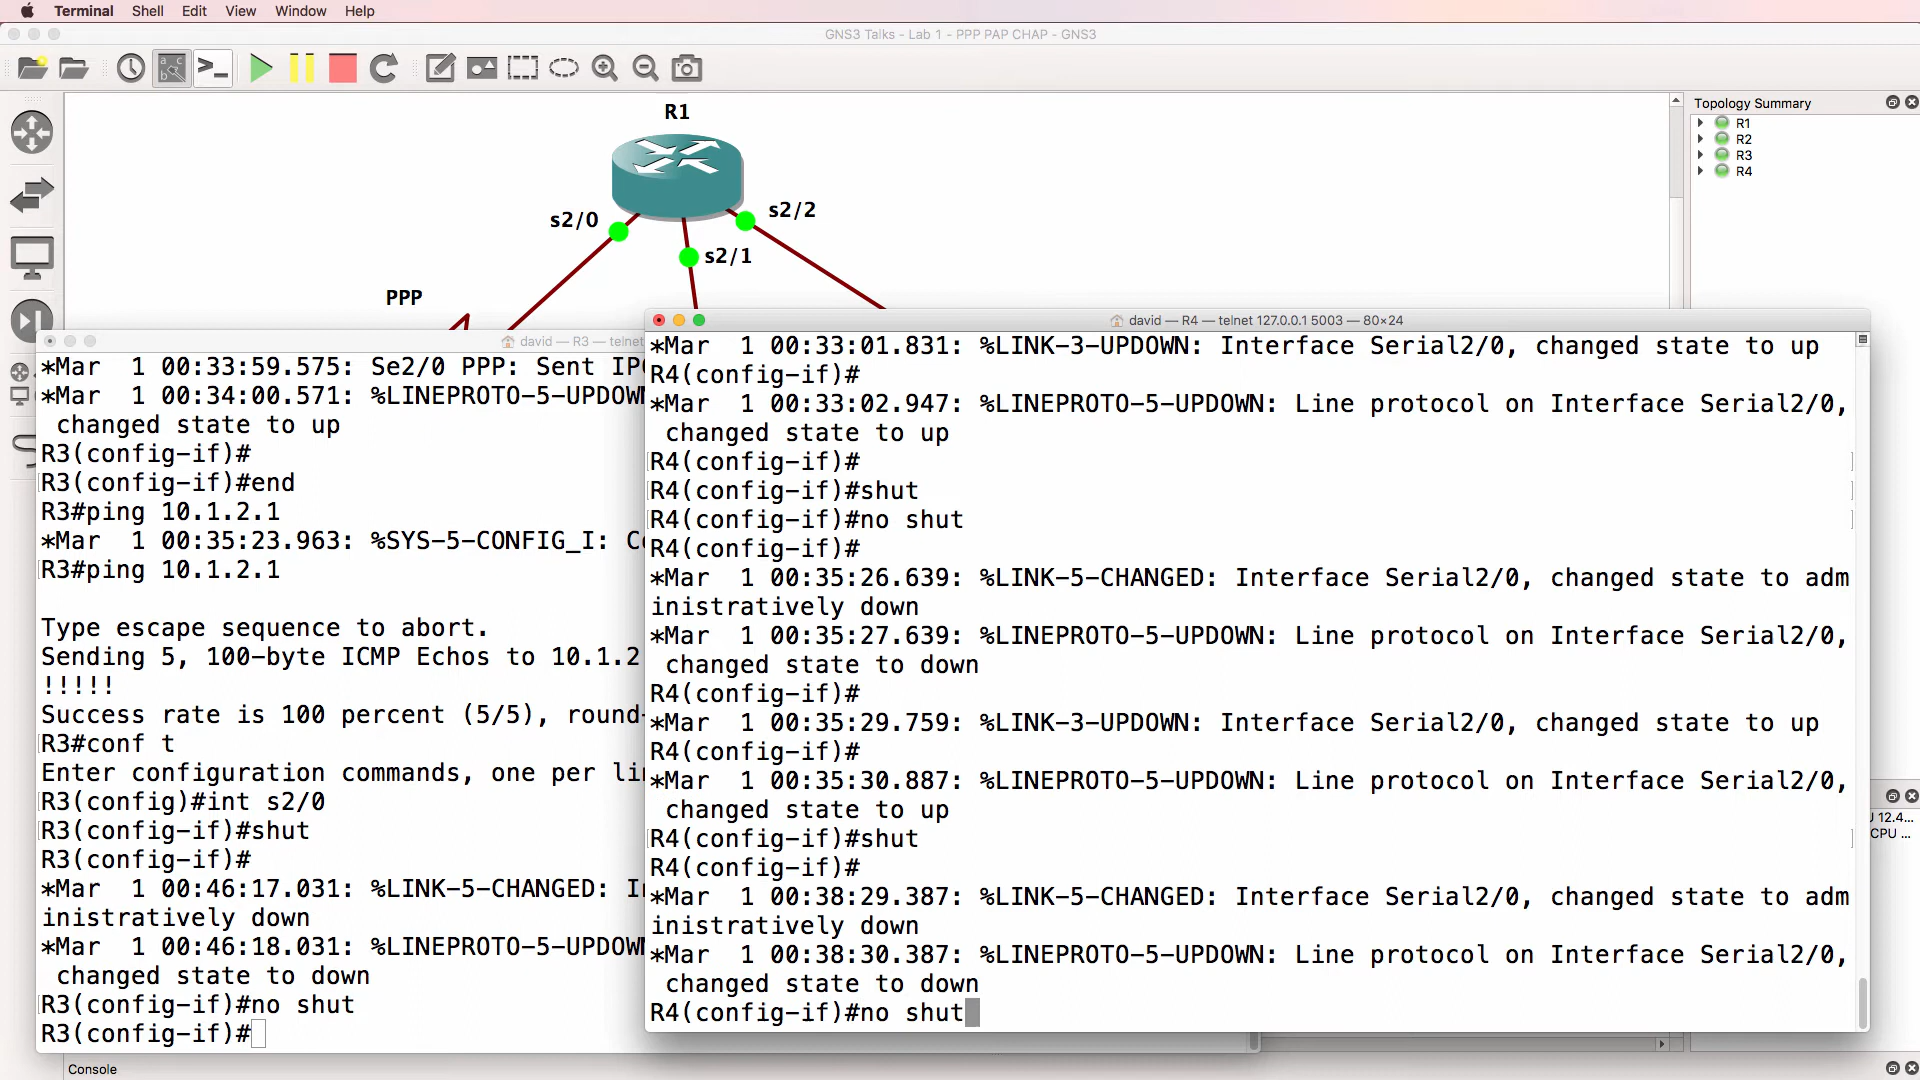 Terminal Shell Edit View Window Help
GNS3 Talks - Lab 1 - PPP PAP CHAP - GNS3
R1
s2/0
s2/2
s2/1
PPP
Topology Summary
R1
R2
R3
R4
david — R3 — telnet
*Mar  1 00:33:59.575: Se2/0 PPP: Sent IPC
*Mar  1 00:34:00.571: %LINEPROTO-5-UPDOWN
changed state to up
R3(config-if)#
R3(config-if)#end
R3#ping 10.1.2.1
*Mar  1 00:35:23.963: %SYS-5-CONFIG_I: Co
R3#ping 10.1.2.1
Type escape sequence to abort.
Sending 5, 100-byte ICMP Echos to 10.1.2
!!!!!
Success rate is 100 percent (5/5), round-
R3#conf t
Enter configuration commands, one per li
R3(config)#int s2/0
R3(config-if)#shut
R3(config-if)#
*Mar  1 00:46:17.031: %LINK-5-CHANGED: I
inistratively down
*Mar  1 00:46:18.031: %LINEPROTO-5-UPDOWN
changed state to down
R3(config-if)#no shut
R3(config-if)#
david — R4 — telnet 127.0.0.1 5003 — 80×24
*Mar  1 00:33:01.831: %LINK-3-UPDOWN: Interface Serial2/0, changed state to up
R4(config-if)#
*Mar  1 00:33:02.947: %LINEPROTO-5-UPDOWN: Line protocol on Interface Serial2/0,
changed state to up
R4(config-if)#
R4(config-if)#shut
R4(config-if)#no shut
R4(config-if)#
*Mar  1 00:35:26.639: %LINK-5-CHANGED: Interface Serial2/0, changed state to adm
inistratively down
*Mar  1 00:35:27.639: %LINEPROTO-5-UPDOWN: Line protocol on Interface Serial2/0,
changed state to down
R4(config-if)#
*Mar  1 00:35:29.759: %LINK-3-UPDOWN: Interface Serial2/0, changed state to up
R4(config-if)#
*Mar  1 00:35:30.887: %LINEPROTO-5-UPDOWN: Line protocol on Interface Serial2/0,
changed state to up
R4(config-if)#shut
R4(config-if)#
*Mar  1 00:38:29.387: %LINK-5-CHANGED: Interface Serial2/0, changed state to adm
inistratively down
*Mar  1 00:38:30.387: %LINEPROTO-5-UPDOWN: Line protocol on Interface Serial2/0,
changed state to down
R4(config-if)#no shut
12.4...
CPU ...
Console